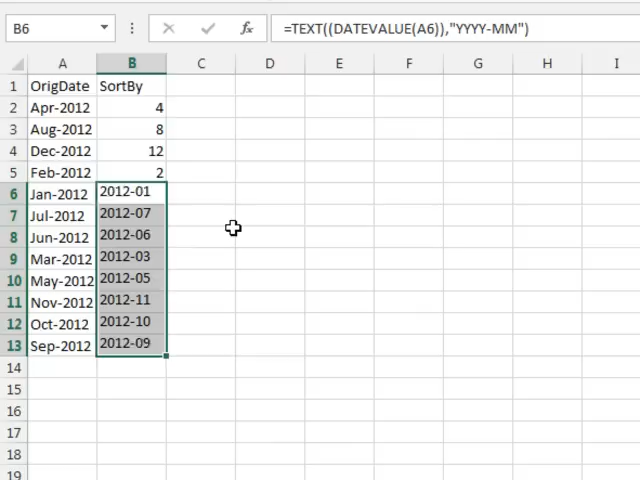 B6 fx =TEXT((DATEVALUE(A6)),"YYYY-MM")
A B C D E F G H I
1 OrigDate SortBy
2 Apr-2012 4
3 Aug-2012 8
4 Dec-2012 12
5 Feb-2012 2
6 Jan-2012 2012-01
7 Jul-2012 2012-07
8 Jun-2012 2012-06
9 Mar-2012 2012-03
10 May-2012 2012-05
11 Nov-2012 2012-11
12 Oct-2012 2012-10
13 Sep-2012 2012-09
14
15
16
17
18
19